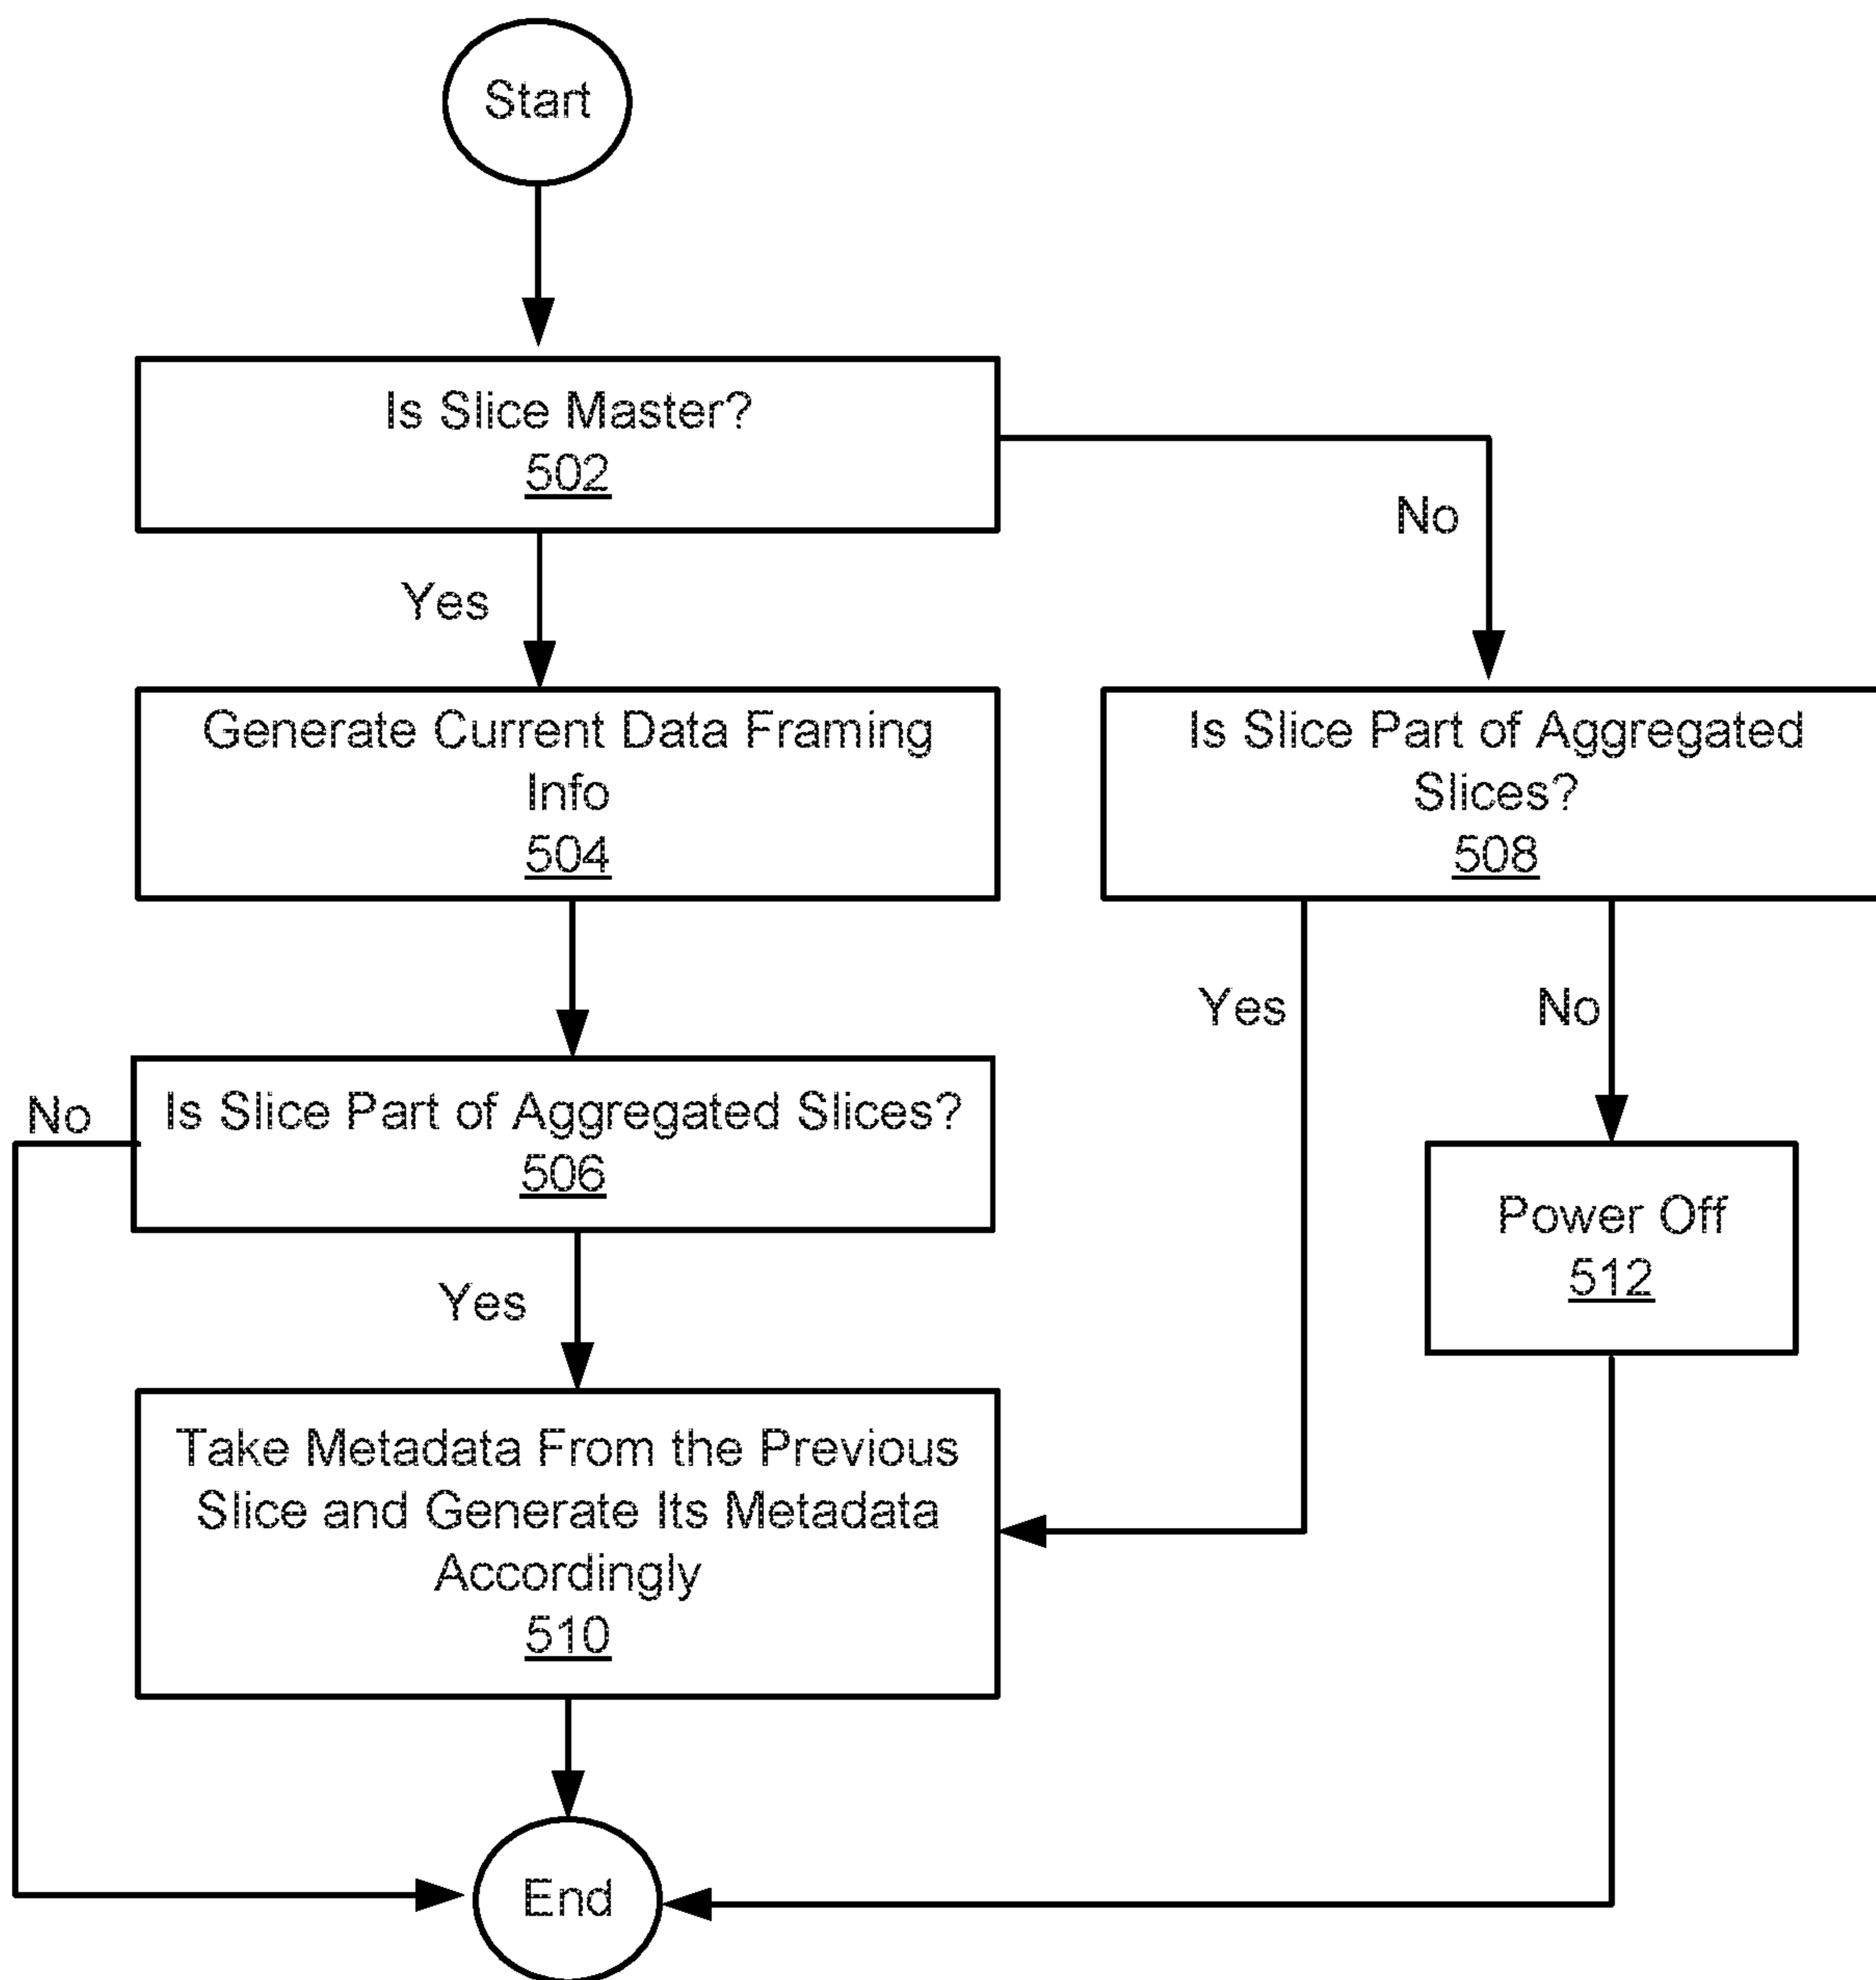 Start
Is Slice Master?
502
No
Yes
Generate Current Data Framing
Info
504
Is Slice Part of Aggregated
Slices?
508
Yes
No
No
Is Slice Part of Aggregated Slices?
506
Power Off
512
Yes
Take Metadata From the Previous
Slice and Generate Its Metadata
Accordingly
510
End